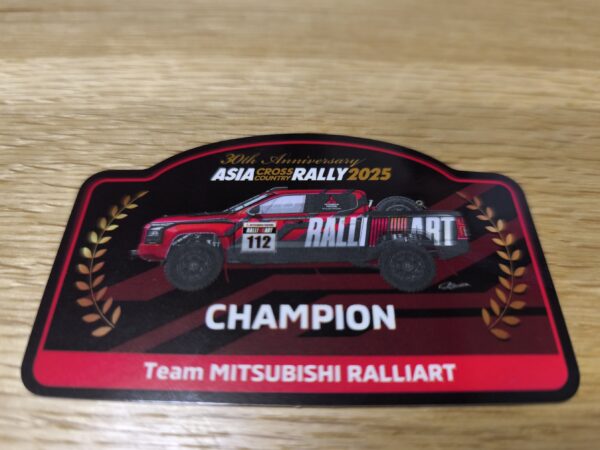 30th Anniversary
ASIA CROSS COUNTRY RALLY 2025
RALLIART
112
RALLIART
CHAMPION
Team MITSUBISHI RALLIART